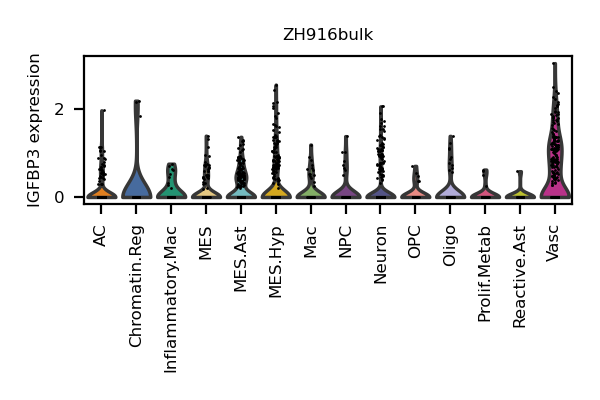 ZH916bulk
IGFBP3 expression
2
0
AC
Chromatin.Reg
Inflammatory.Mac
MES
MES.Ast
MES.Hyp
Mac
NPC
Neuron
OPC
Oligo
Prolif.Metab
Reactive.Ast
Vasc